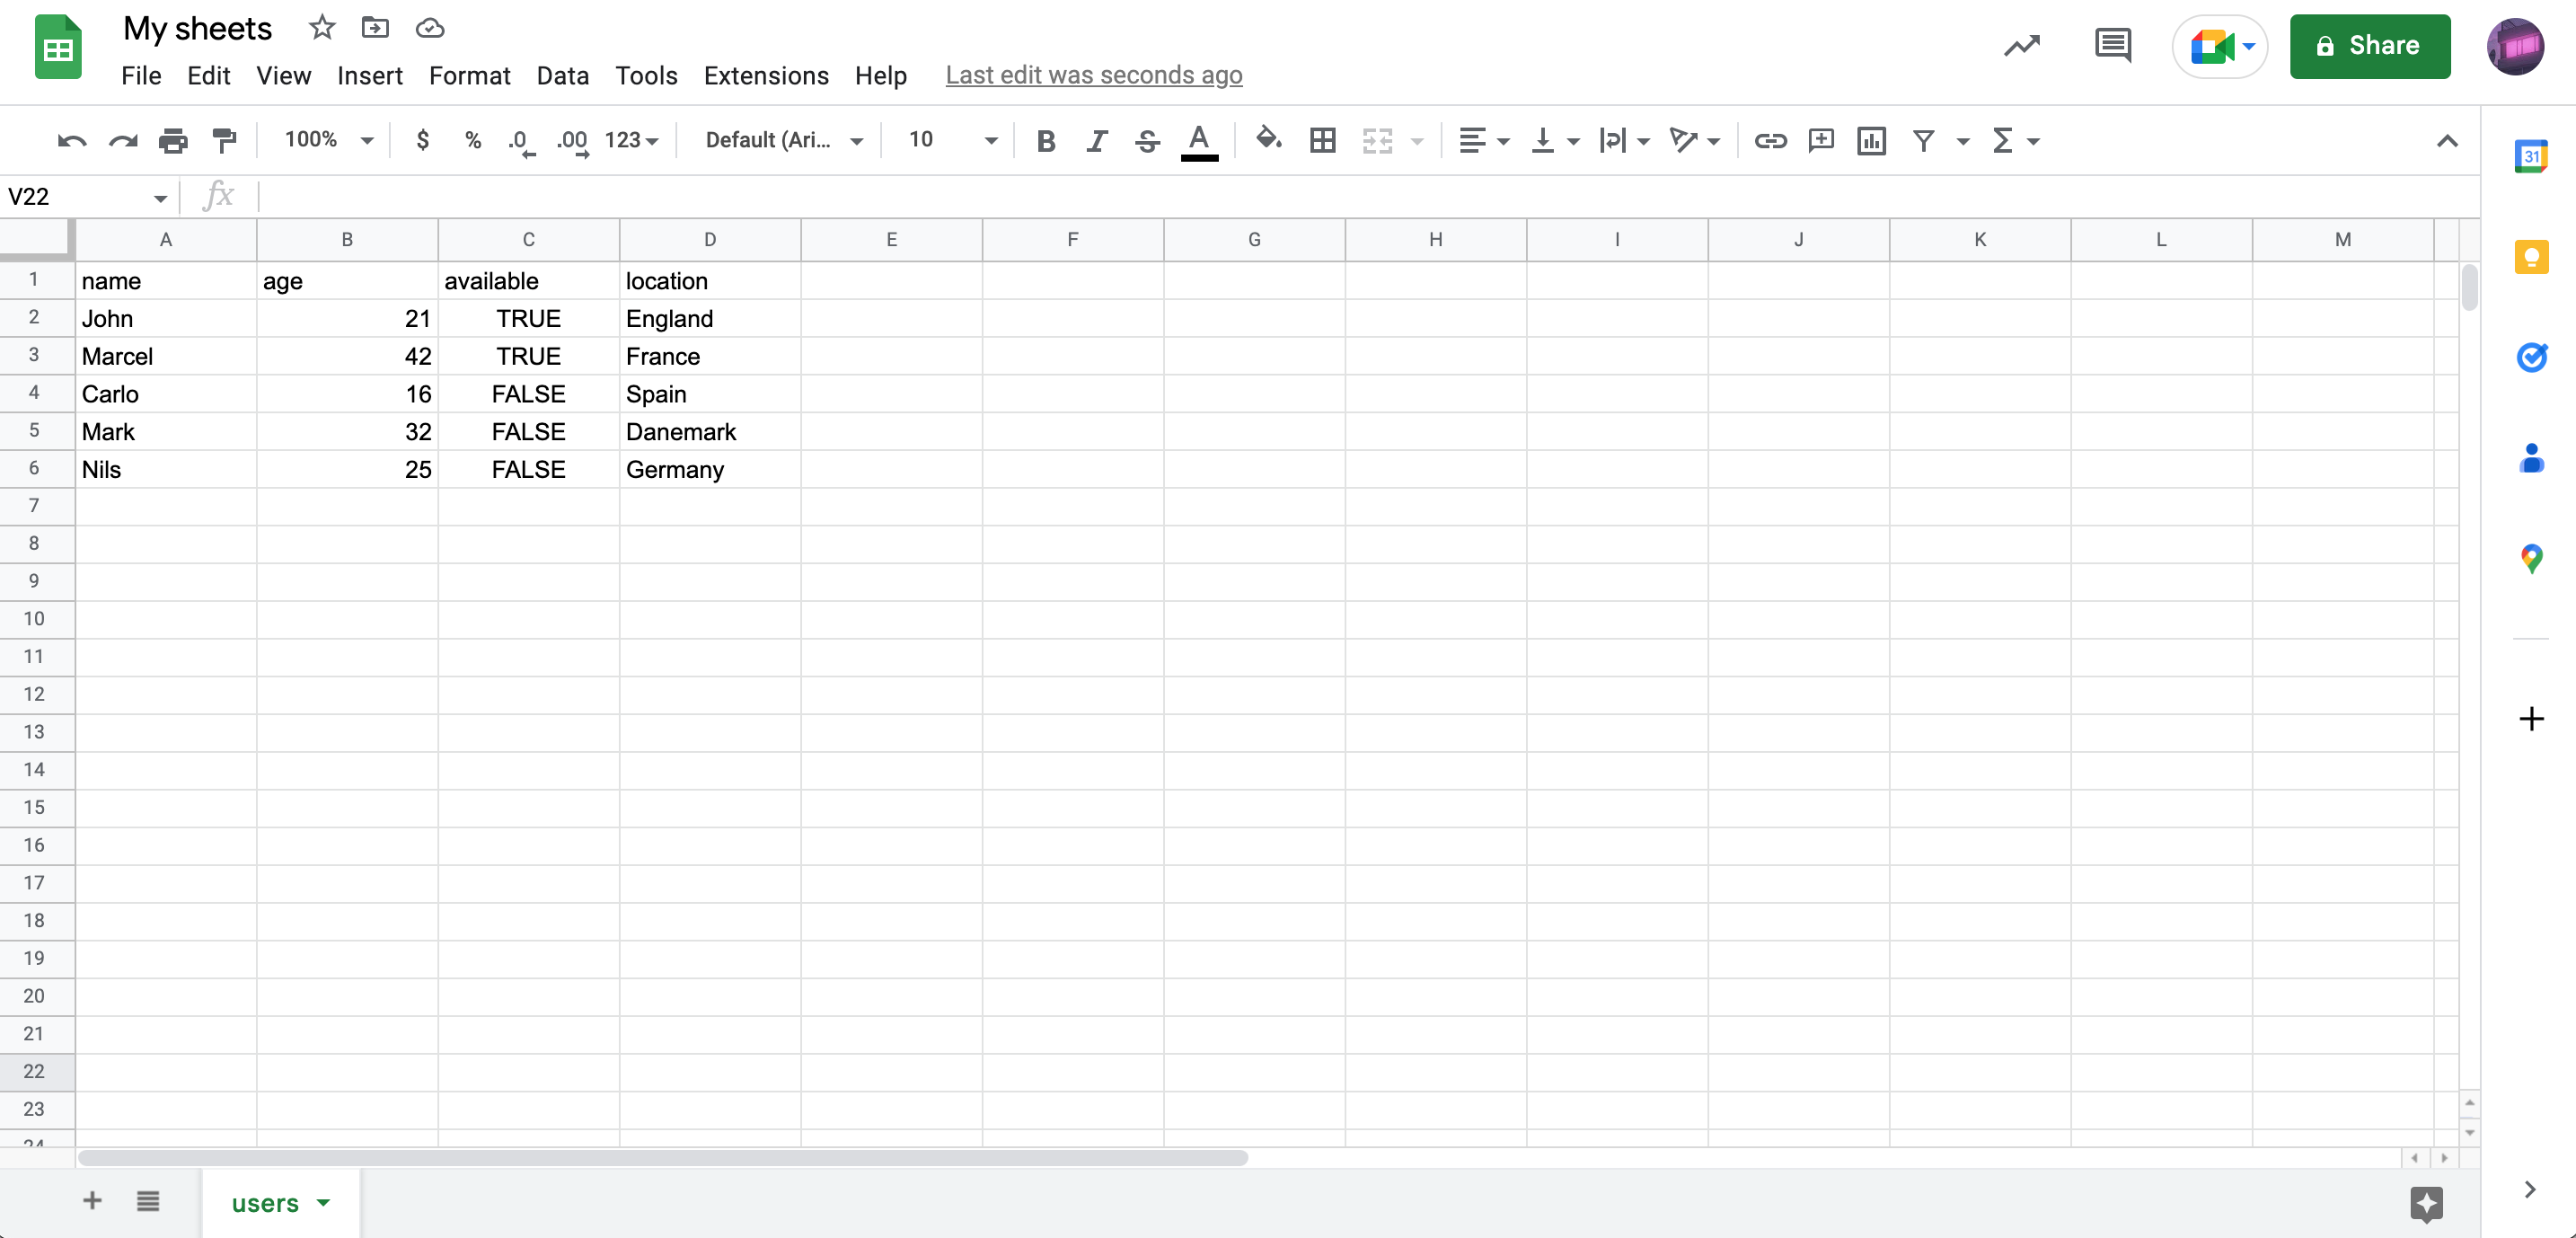 My sheets
File Edit View Insert Format Data Tools Extensions Help Last edit was seconds ago
Share
100% $ % .0 .00 123 Default (Ari... 10 B I S A Σ
31
V22 fx
A B C D E F G H I J K L M
1 name age available location
2 John 21 TRUE England
3 Marcel 42 TRUE France
4 Carlo 16 FALSE Spain
5 Mark 32 FALSE Danemark
6 Nils 25 FALSE Germany
7
8
9
10
11
12
13
14
15
16
17
18
19
20
21
22
23
24
users